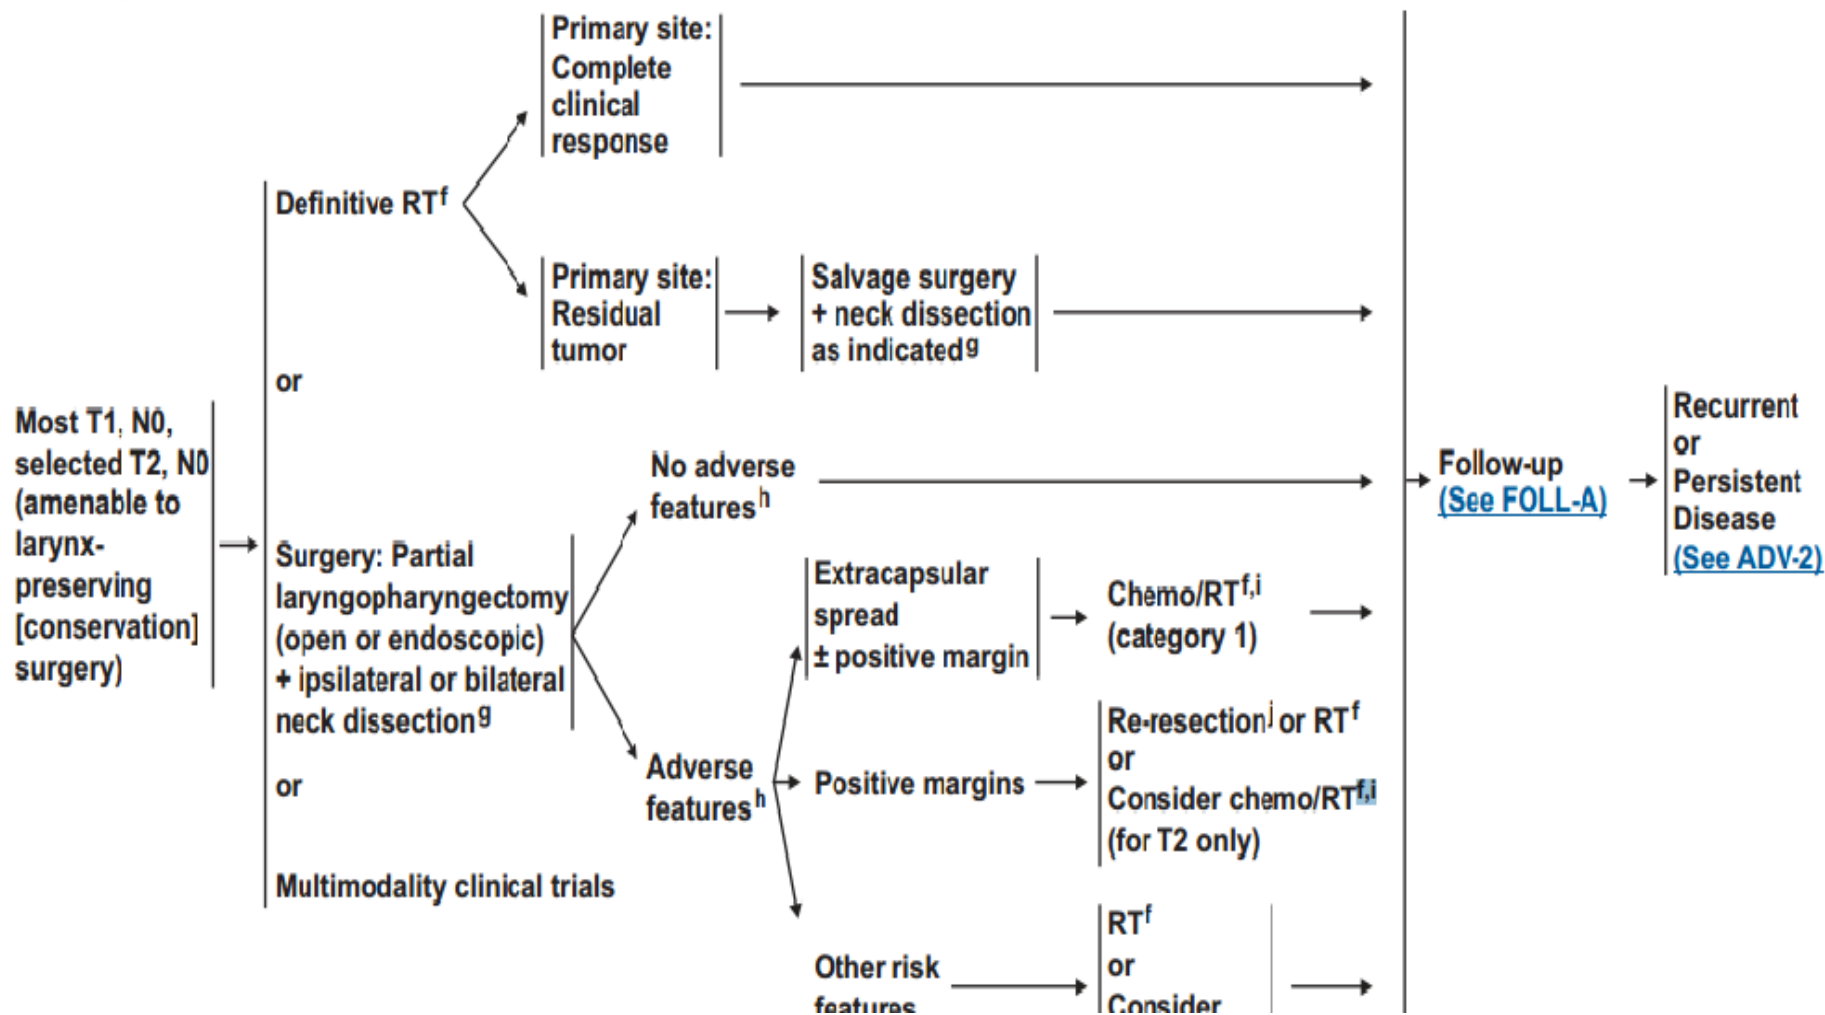 Most T1, N0,
selected T2, N0
(amenable to
larynx-
preserving
[conservation]
surgery)
Definitive RTf
or
Surgery: Partial
laryngopharyngectomy
(open or endoscopic)
+ ipsilateral or bilateral
neck dissectiong
or
Multimodality clinical trials
Primary site:
Complete
clinical
response
Primary site:
Residual
tumor
Salvage surgery
+ neck dissection
as indicatedg
No adverse
featuresh
Adverse
featuresh
Extracapsular
spread
± positive margin
Chemo/RTf,i
(category 1)
Positive margins
Re-resectionj or RTf
or
Consider chemo/RTf,i
(for T2 only)
Other risk
features
RTf
or
Consider
Follow-up
(See FOLL-A)
Recurrent
or
Persistent
Disease
(See ADV-2)